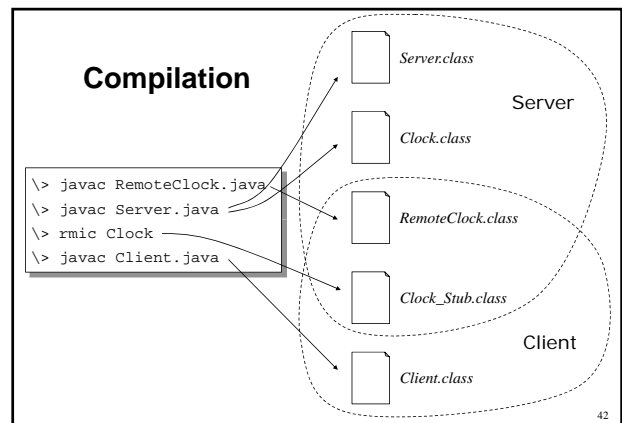 Compilation
\> javac RemoteClock.java
\> javac Server.java
\> rmic Clock
\> javac Client.java
Server.class
Server
Clock.class
RemoteClock.class
Clock_Stub.class
Client
Client.class
42